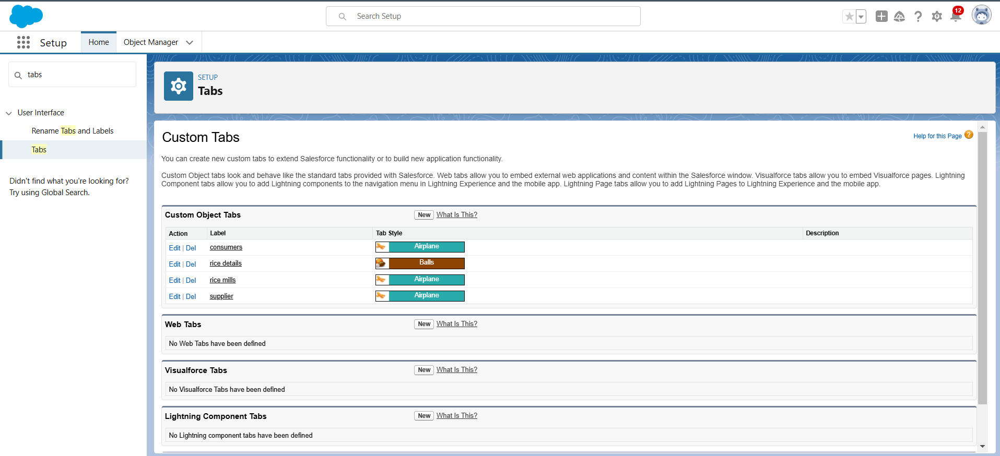 Search Setup
12
Setup
Home
Object Manager
tabs
User Interface
Rename Tabs and Labels
Tabs
Didn't find what you're looking for?
Try using Global Search.
SETUP
Tabs
Custom Tabs
Help for this Page ?
You can create new custom tabs to extend Salesforce functionality or to build new application functionality.
Custom Object tabs look and behave like the standard tabs provided with Salesforce. Web tabs allow you to embed external web applications and content within the Salesforce window. Visualforce tabs allow you to embed Visualforce pages. Lightning
Component tabs allow you to add Lightning components to the navigation menu in Lightning Experience and the mobile app. Lightning Page tabs allow you to add Lightning Pages to Lightning Experience and the mobile app.
Custom Object Tabs New What Is This?
Action Label Tab Style Description
Edit | Del consumers Airplane
Edit | Del rice details Balls
Edit | Del rice mills Airplane
Edit | Del supplier Airplane
Web Tabs New What Is This?
No Web Tabs have been defined
Visualforce Tabs New What Is This?
No Visualforce Tabs have been defined
Lightning Component Tabs New What Is This?
No Lightning component tabs have been defined